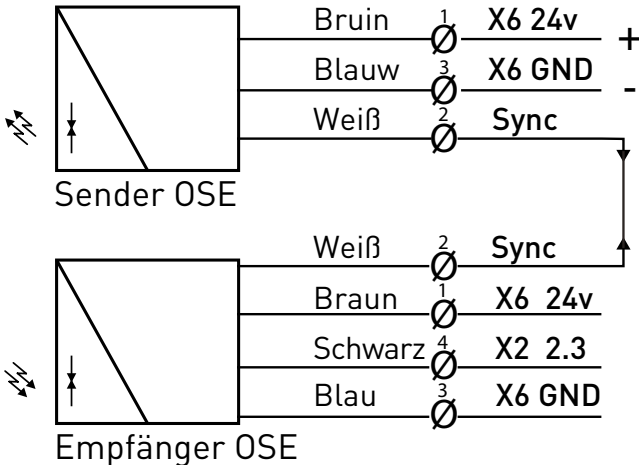 Bruin 1 X6 24v +
Blauw 3 X6 GND -
Weiß 2 Sync
Sender OSE
Weiß 2 Sync
Braun 1 X6 24v
Schwarz 4 X2 2.3
Blau 3 X6 GND
Empfänger OSE